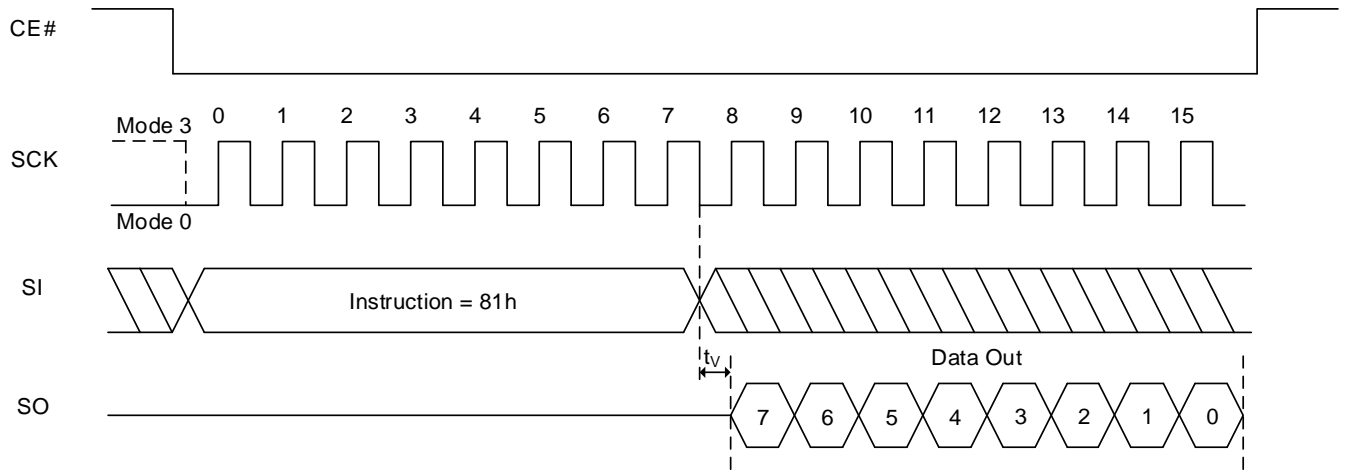 CE#
Mode 3
0 1 2 3 4 5 6 7 8 9 10 11 12 13 14 15
SCK
Mode 0
SI
Instruction = 81h
tV
Data Out
SO
7 6 5 4 3 2 1 0